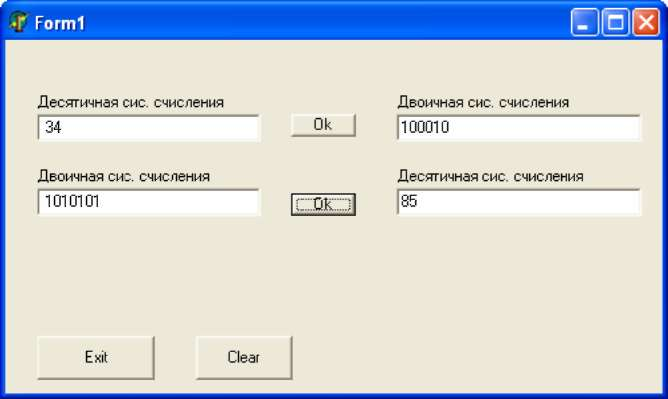 Form1
Десятичная сис. счисления
Двоичная сис. счисления
34
Ok
100010
Двоичная сис. счисления
Десятичная сис. счисления
1010101
Ok
85
Exit
Clear